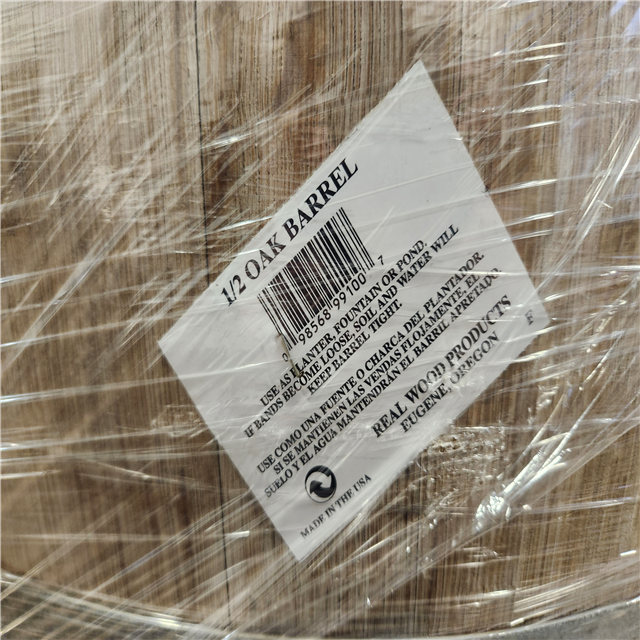 1/2 OAK BARREL
98568 99100 7
USE AS PLANTER, FOUNTAIN OR POND.
IF BANDS BECOME LOOSE, SOIL AND WATER WILL
KEEP BARREL TIGHT.
USE COMO UNA FUENTE O CHARCA DEL PLANTADOR.
SI SE MANTIENEN LAS VENDAS FLOJAMENTE, EL
SUELO Y EL AGUA MANTENDRÁN EL BARRIL APRETADO
REAL WOOD PRODUCTS
EUGENE, OREGON
F
MADE IN THE USA